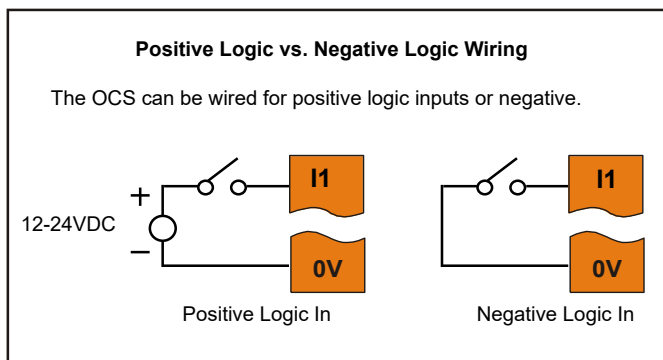 Positive Logic vs. Negative Logic Wiring
The OCS can be wired for positive logic inputs or negative.
I1
+
12-24VDC
–
0V
Positive Logic In
I1
0V
Negative Logic In